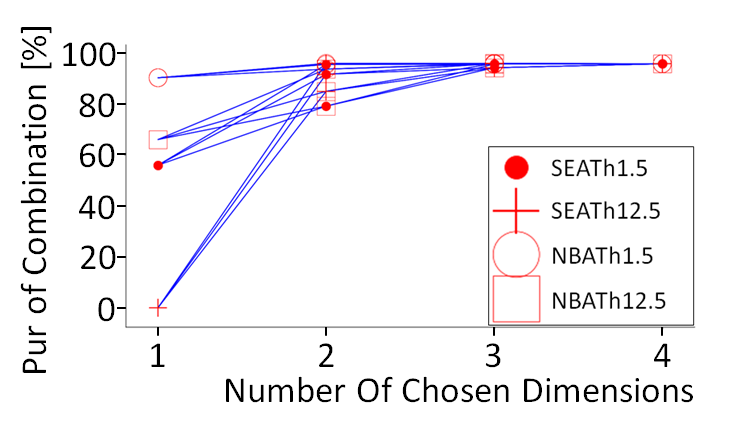 Pur of Combination [%]
100
80
60
40
20
0
SEATh1.5
SEATh12.5
NBATh1.5
NBATh12.5
1 2 3 4
Number Of Chosen Dimensions